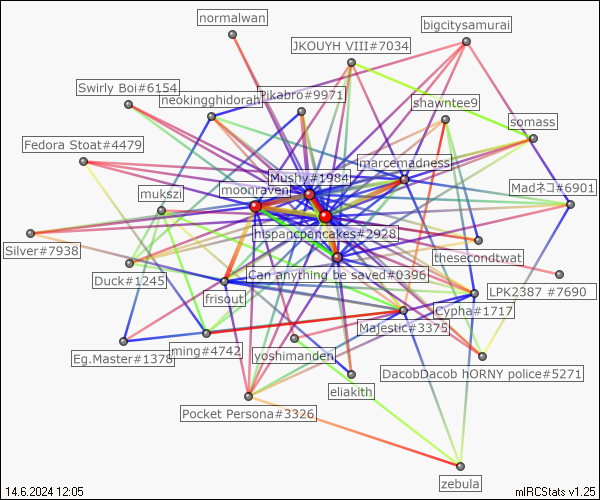 normalwan
bigcitysamurai
JKOUYH VIII#7034
Swirly Boi#6154
neokingghidorah
Pikabro#9971
shawntee9
somass
Fedora Stoat#4479
marcemadness
Mushy#1984
moonraven
Madネコ#6901
mukszi
hispancpancakes#2928
Silver#7938
thesecondtwat
Can anything be saved#0396
Duck#1245
LPK2387 #7690
frisout
Cypha#1717
Majestic#3375
Eg.Master#1378
ming#4742
yoshimanden
DacobDacob hORNY police#5271
eliakith
Pocket Persona#3326
zebula
14.6.2024 12:05
mIRCStats v1.25